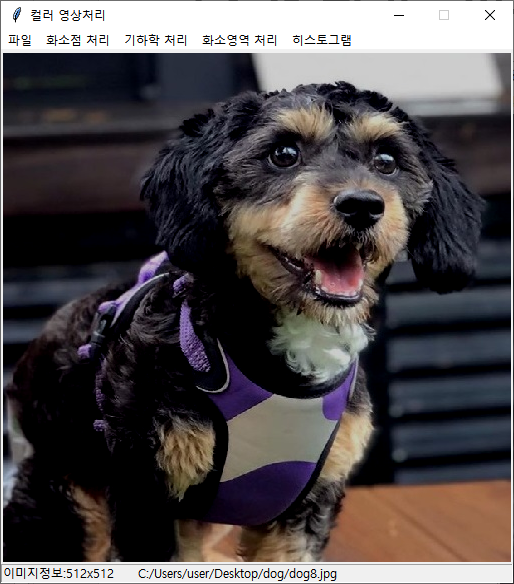 컬러 영상처리
파일 화소점 처리 기하학 처리 화소영역 처리 히스토그램
이미지정보:512x512 C:/Users/user/Desktop/dog/dog8.jpg